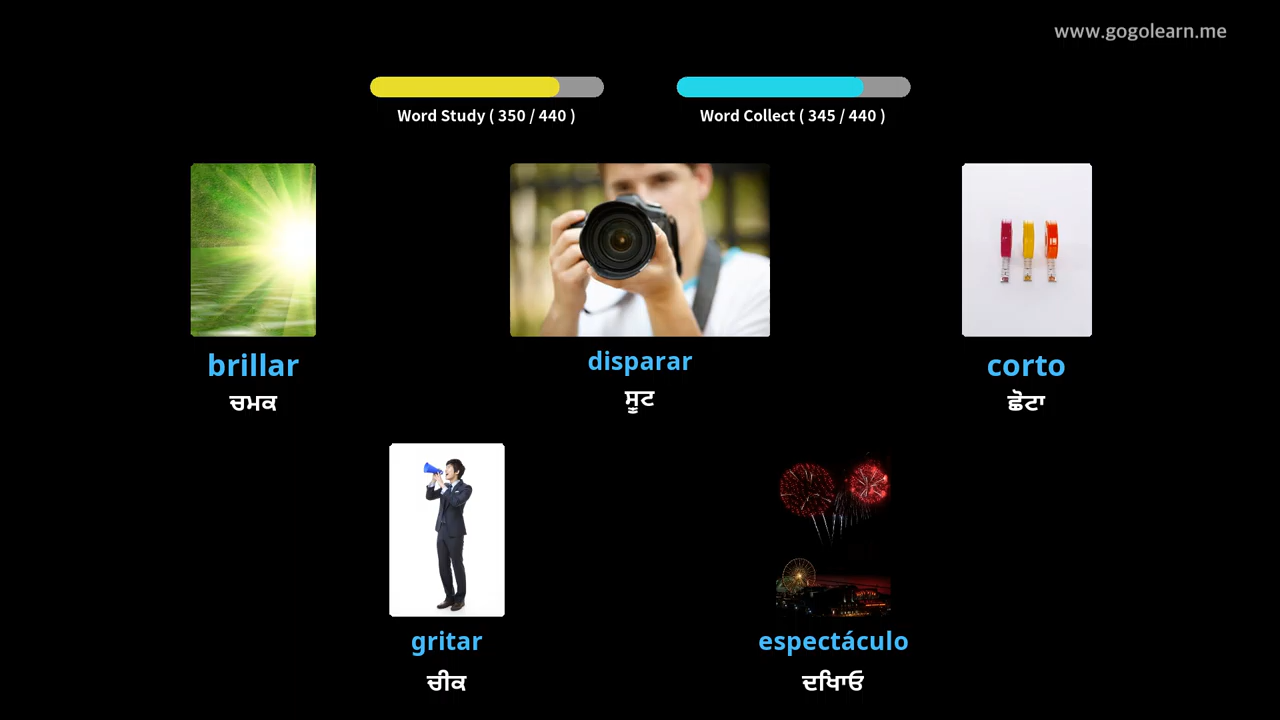 www.gogolearn.me
Word Study ( 350 / 440 )
Word Collect ( 345 / 440 )
brillar
ਚਮਕ
disparar
ਸ਼ੂਟ
corto
ਛੋਟਾ
gritar
ਚੀਕ
espectáculo
ਦਿਖਾਓ